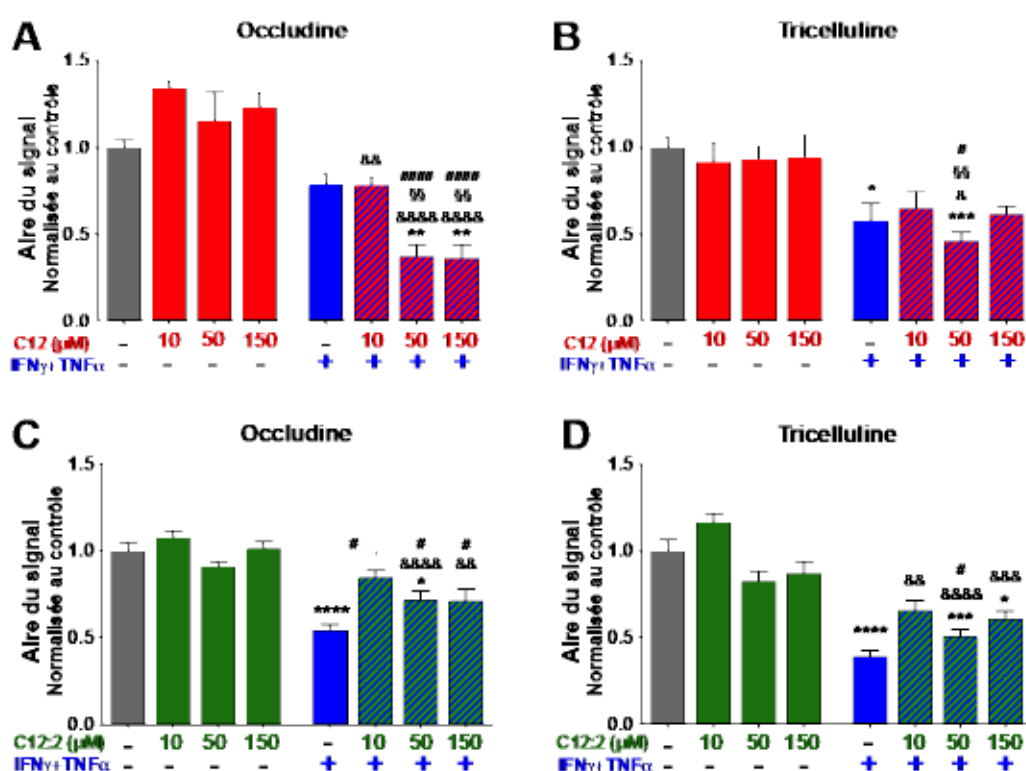 A
Occludine
Aire du signal
Normalisée au contrôle
1.5
1.0
0.5
0.0
&&
#### ####
§§ §§
&&&& &&&&
** **
C12 (µM) - 10 50 150 - 10 50 150
IFNγ+TNFα - - - - + + + +
B
Tricelluline
Aire du signal
Normalisée au contrôle
1.5
1.0
0.5
0.0
#
§§
&
* ***
C12 (µM) - 10 50 150 - 10 50 150
IFNγ+TNFα - - - - + + + +
C
Occludine
Aire du signal
Normalisée au contrôle
1.5
1.0
0.5
0.0
# # #
&&&& &&
*
****
C12:2 (µM) - 10 50 150 - 10 50 150
IFNγ+TNFα - - - - + + + +
D
Tricelluline
Aire du signal
Normalisée au contrôle
1.5
1.0
0.5
0.0
#
&& &&&& &&&
**** *** *
C12:2 (µM) - 10 50 150 - 10 50 150
IFNγ+TNFα - - - - + + + +